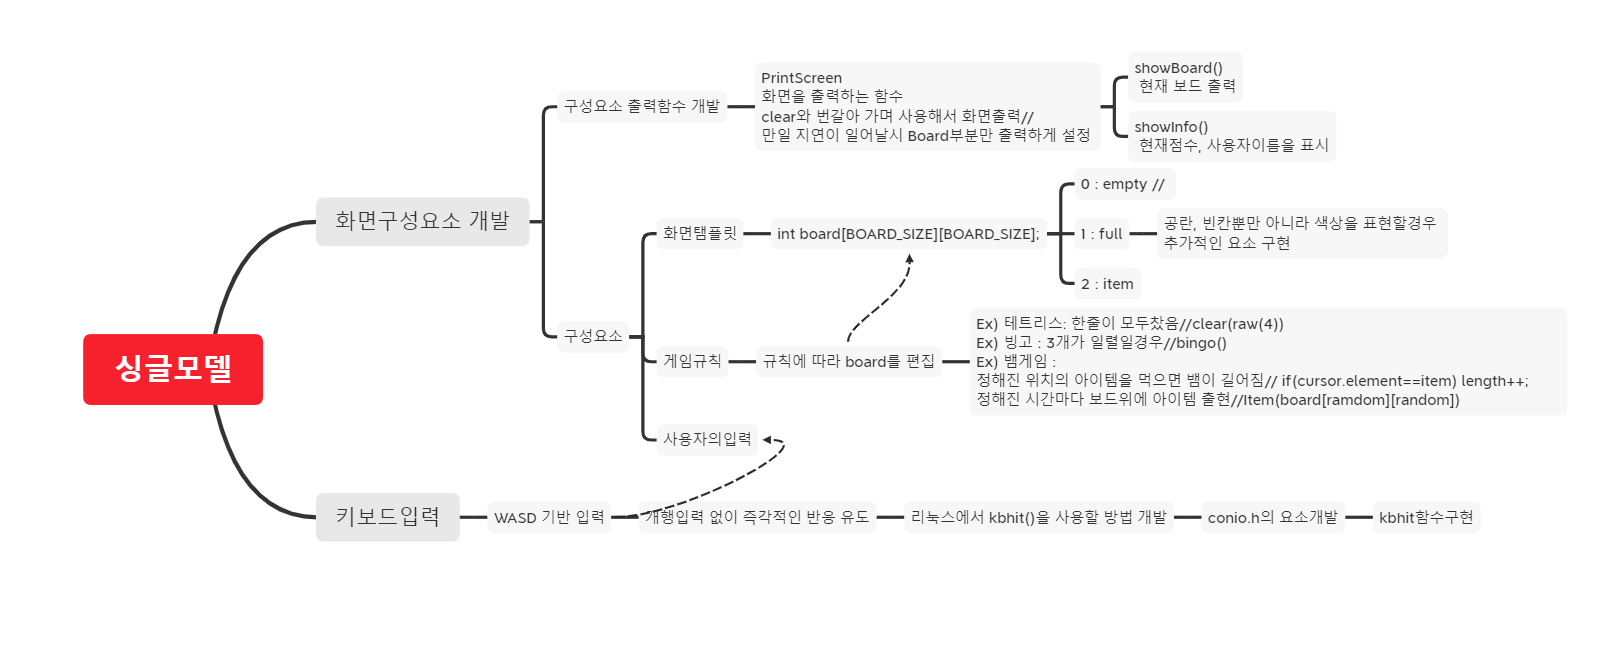 싱글모델
화면구성요소 개발
구성요소 출력함수 개발
PrintScreen
화면을 출력하는 함수
clear와 번갈아 가며 사용해서 화면출력//
만일 지연이 일어날시 Board부분만 출력하게 설정
showBoard()
현재 보드 출력
showInfo()
현재점수, 사용자이름을 표시
구성요소
화면탬플릿
int board[BOARD_SIZE][BOARD_SIZE];
0 : empty //
1 : full
공란, 빈칸뿐만 아니라 색상을 표현할경우
추가적인 요소 구현
2 : item
게임규칙
규칙에 따라 board를 편집
Ex) 테트리스: 한줄이 모두찼음//clear(raw(4))
Ex) 빙고 : 3개가 일렬일경우//bingo()
Ex) 뱀게임 :
정해진 위치의 아이템을 먹으면 뱀이 길어짐// if(cursor.element==item) length++;
정해진 시간마다 보드위에 아이템 출현//Item(board[ramdom][random])
사용자의입력
키보드입력
WASD 기반 입력
개행입력 없이 즉각적인 반응 유도
리눅스에서 kbhit()을 사용할 방법 개발
conio.h의 요소개발
kbhit함수구현